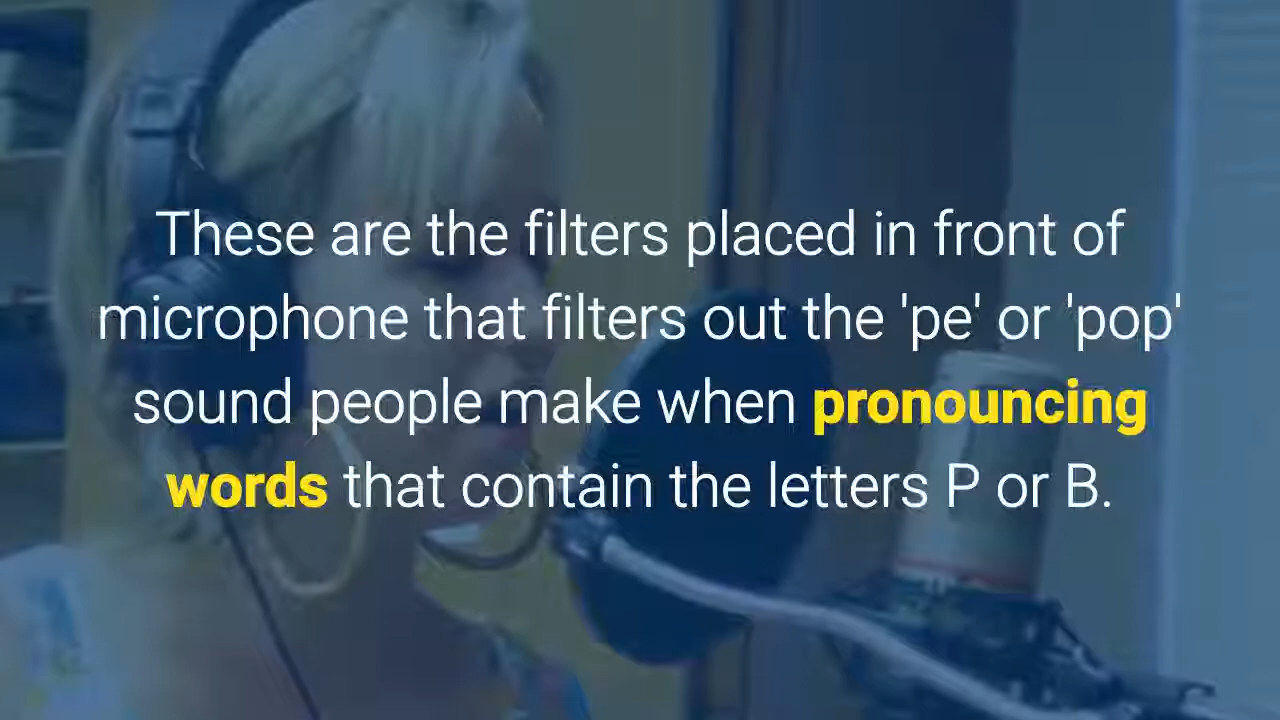 These are the filters placed in front of
microphone that filters out the 'pe' or 'pop'
sound people make when pronouncing
words that contain the letters P or B.